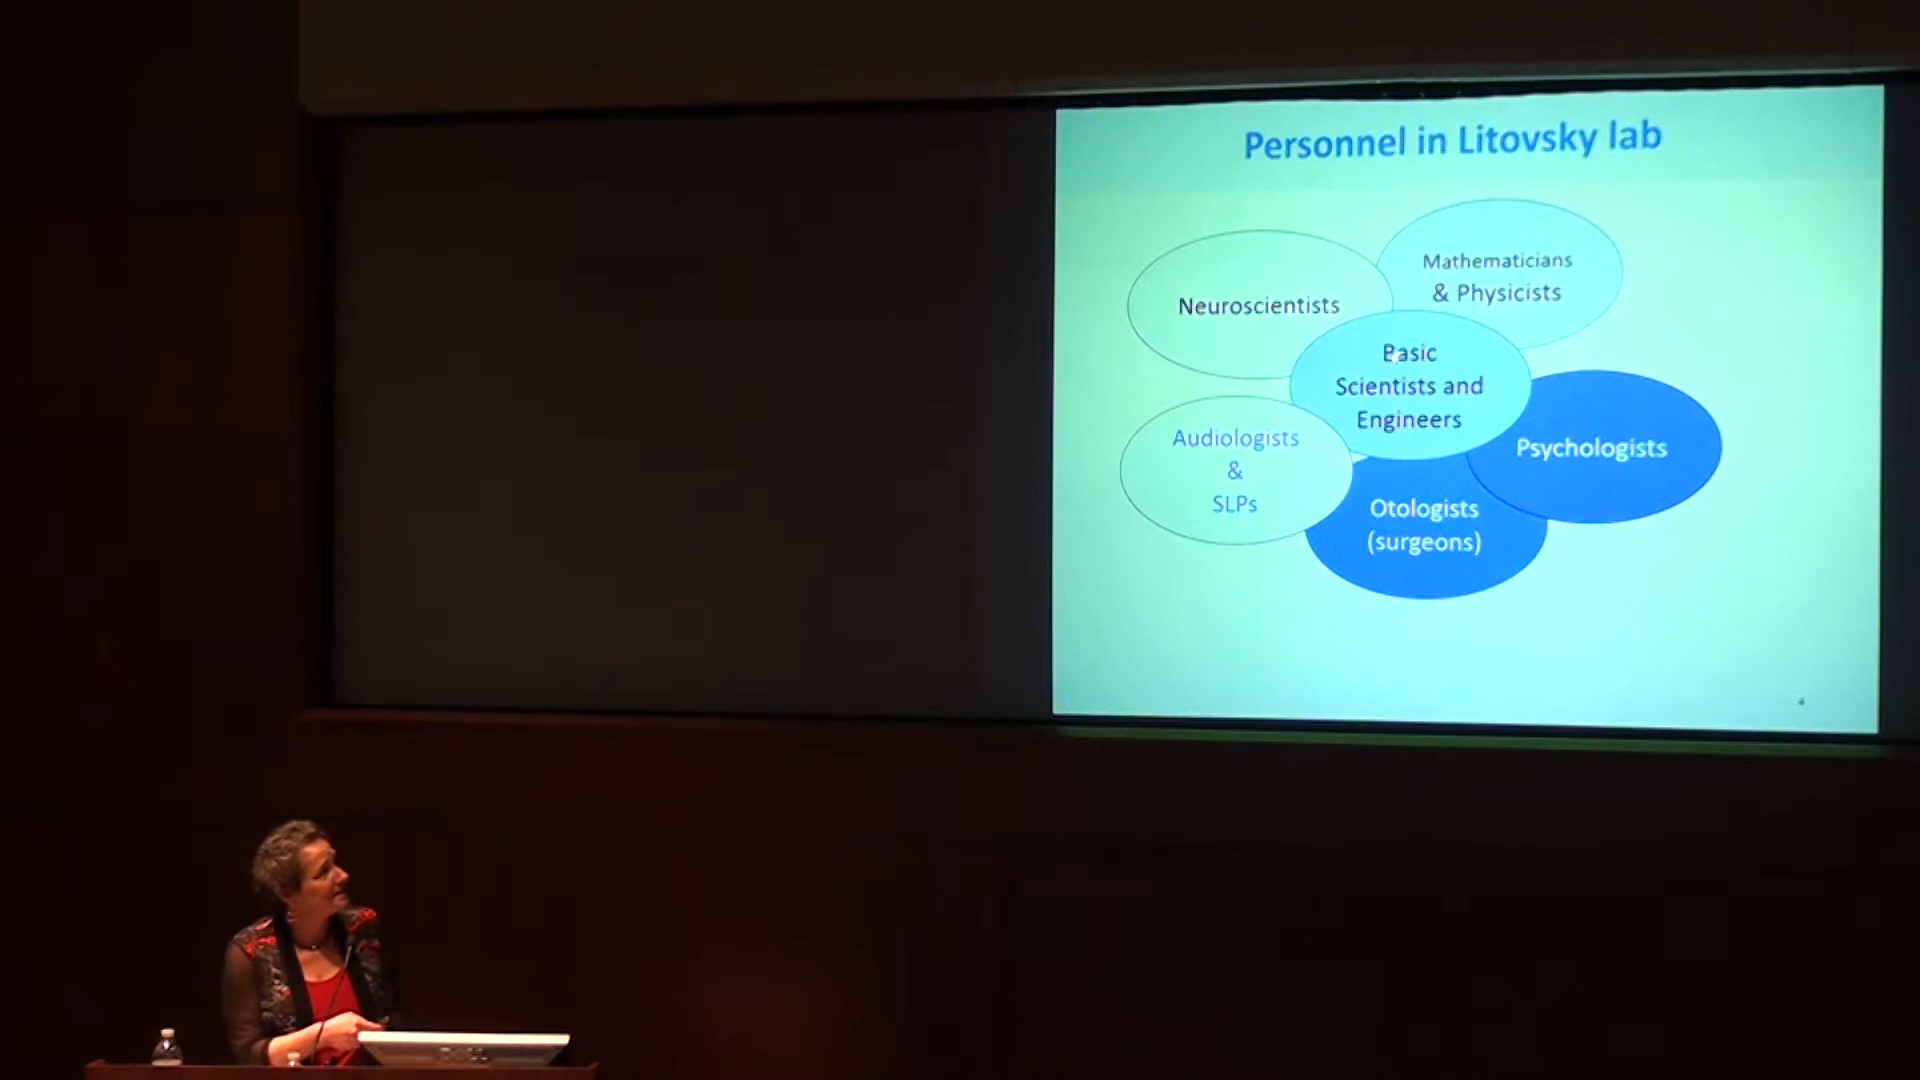 Personnel in Litovsky lab
Neuroscientists
Mathematicians
& Physicists
Basic
Scientists and
Engineers
Audiologists
&
SLPs
Psychologists
Otologists
(surgeons)